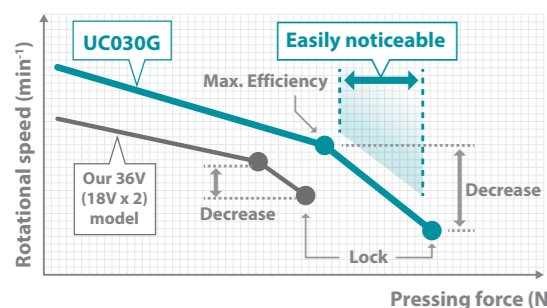 UC030G
Easily noticeable
Max. Efficiency
Our 36V
(18V x 2)
model
Decrease
Decrease
Lock
Rotational speed (min⁻¹)
Pressing force (N